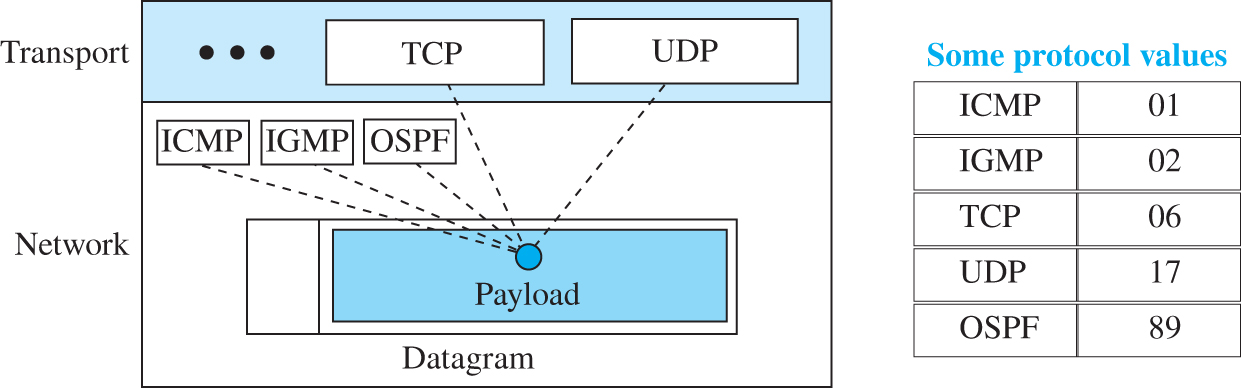 Transport
TCP
UDP
ICMP
IGMP
OSPF
Network
Payload
Datagram
Some protocol values
ICMP 01
IGMP 02
TCP 06
UDP 17
OSPF 89